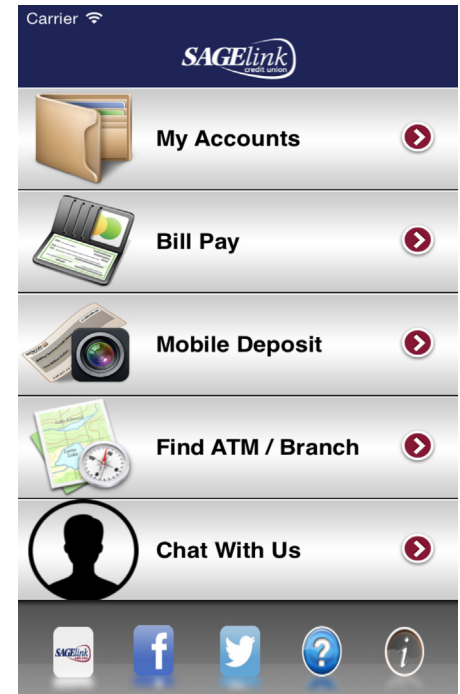 Carrier
SAGElink
credit union
My Accounts
Bill Pay
Mobile Deposit
Find ATM / Branch
Chat With Us
SAGElink
f
?
i